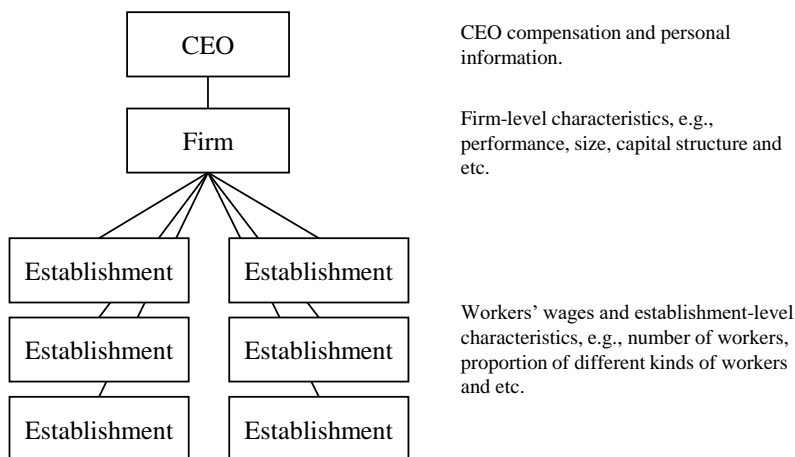 CEO
CEO compensation and personal
information.
Firm
Firm-level characteristics, e.g.,
performance, size, capital structure and
etc.
Establishment
Establishment
Establishment
Establishment
Workers' wages and establishment-level
characteristics, e.g., number of workers,
proportion of different kinds of workers
and etc.
Establishment
Establishment